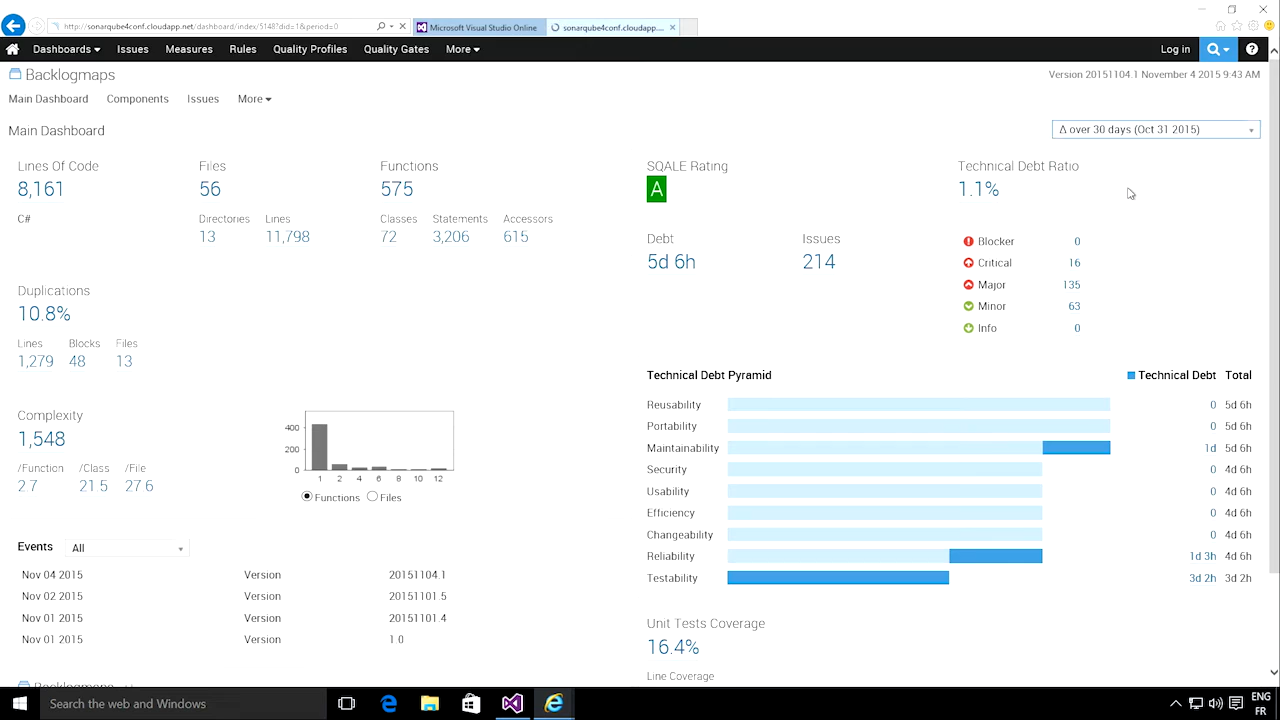 http://sonarqube4conf.cloudapp.net/dashboard/index/5148?did=1&period=0
Microsoft Visual Studio Online
sonarqube4conf.cloudapp....
Dashboards Issues Measures Rules Quality Profiles Quality Gates More Log in
Backlogmaps
Version 20151104.1 November 4 2015 9:43 AM
Main Dashboard Components Issues More
Main Dashboard
Δ over 30 days (Oct 31 2015)
Lines Of Code Files Functions
8,161 56 575
C# Directories Lines Classes Statements Accessors
13 11,798 72 3,206 615
Duplications
10.8%
Lines Blocks Files
1,279 48 13
Complexity
1,548
/Function /Class /File
2.7 21.5 27.6
400
200
0
1 2 4 6 8 10 12
Functions Files
Events All
Nov 04 2015 Version 20151104.1
Nov 02 2015 Version 20151101.5
Nov 01 2015 Version 20151101.4
Nov 01 2015 Version 1.0
SQALE Rating Technical Debt Ratio
A 1.1%
Debt Issues
5d 6h 214
Blocker 0
Critical 16
Major 135
Minor 63
Info 0
Technical Debt Pyramid Technical Debt Total
Reusability 0 5d 6h
Portability 0 5d 6h
Maintainability 1d 5d 6h
Security 0 4d 6h
Usability 0 4d 6h
Efficiency 0 4d 6h
Changeability 0 4d 6h
Reliability 1d 3h 4d 6h
Testability 3d 2h 3d 2h
Unit Tests Coverage
16.4%
Line Coverage
Backlogmaps
Search the web and Windows
ENG
FR